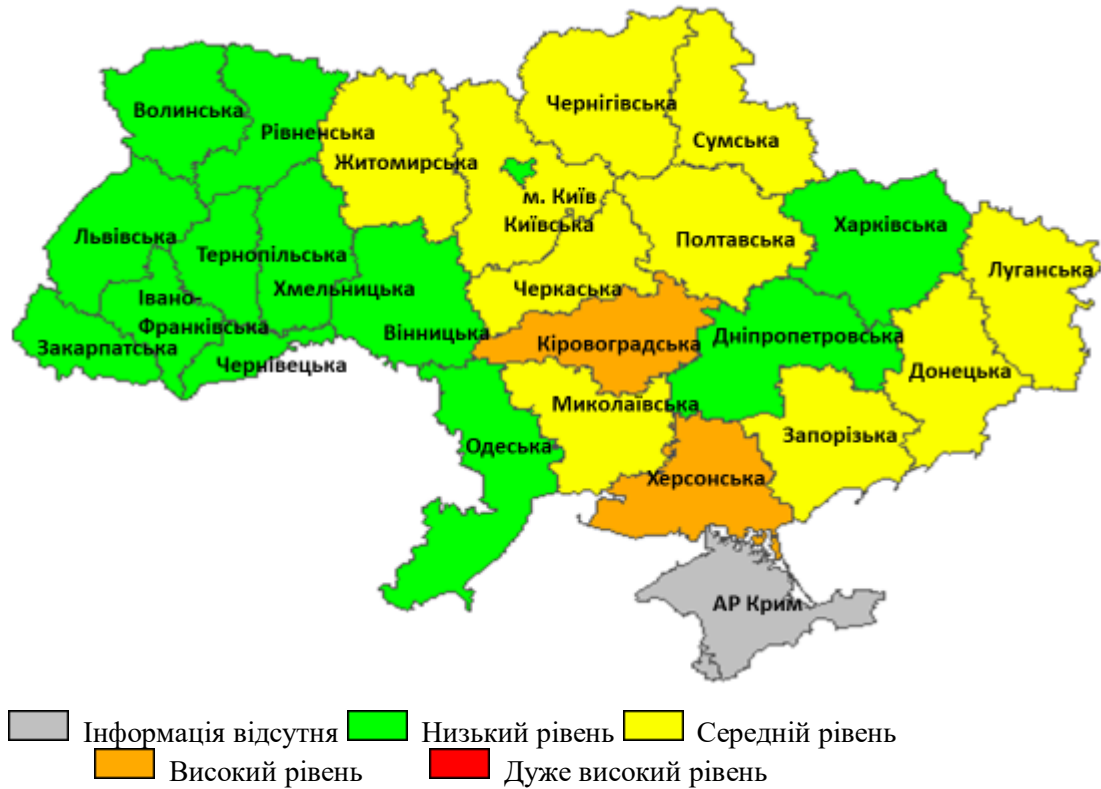 Чернігівська
Волинська
Рівненська
Сумська
Житомирська
м. Київ
Київська
Харківська
Львівська
Полтавська
Тернопільська
Луганська
Хмельницька
Черкаська
Івано-
Франківська
Вінницька
Дніпропетровська
Кіровоградська
Закарпатська
Чернівецька
Донецька
Миколаївська
Запорізька
Одеська
Херсонська
АР Крим
Інформація відсутня Низький рівень Середній рівень
Високий рівень Дуже високий рівень